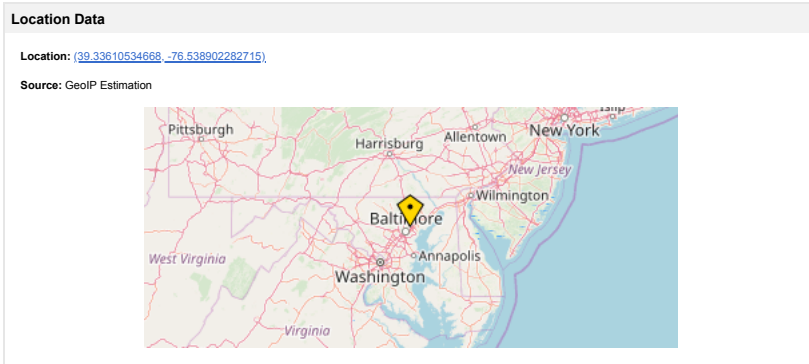 Location Data
Location: (39.33610534668, -76.538902282715)
Source: GeoIP Estimation
Islip
Pittsburgh
New York
Allentown
Harrisburg
New Jersey
Wilmington
Baltimore
West Virginia
Annapolis
Washington
Virginia